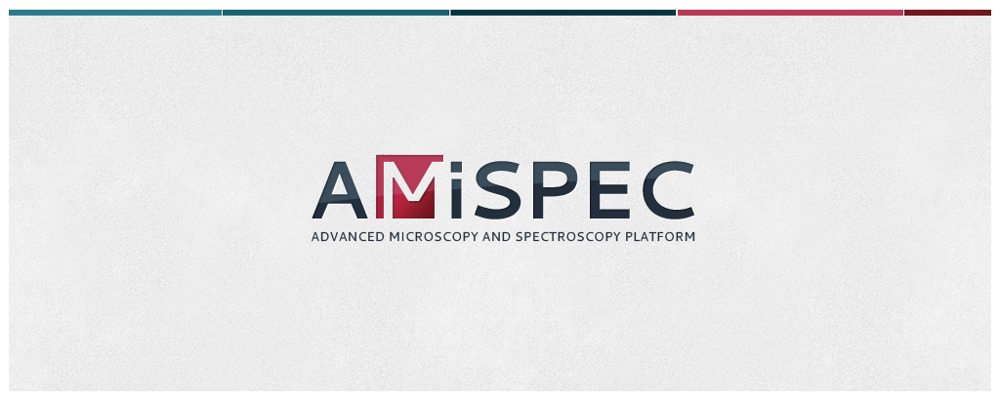 AMiSPEC
ADVANCED MICROSCOPY AND SPECTROSCOPY PLATFORM